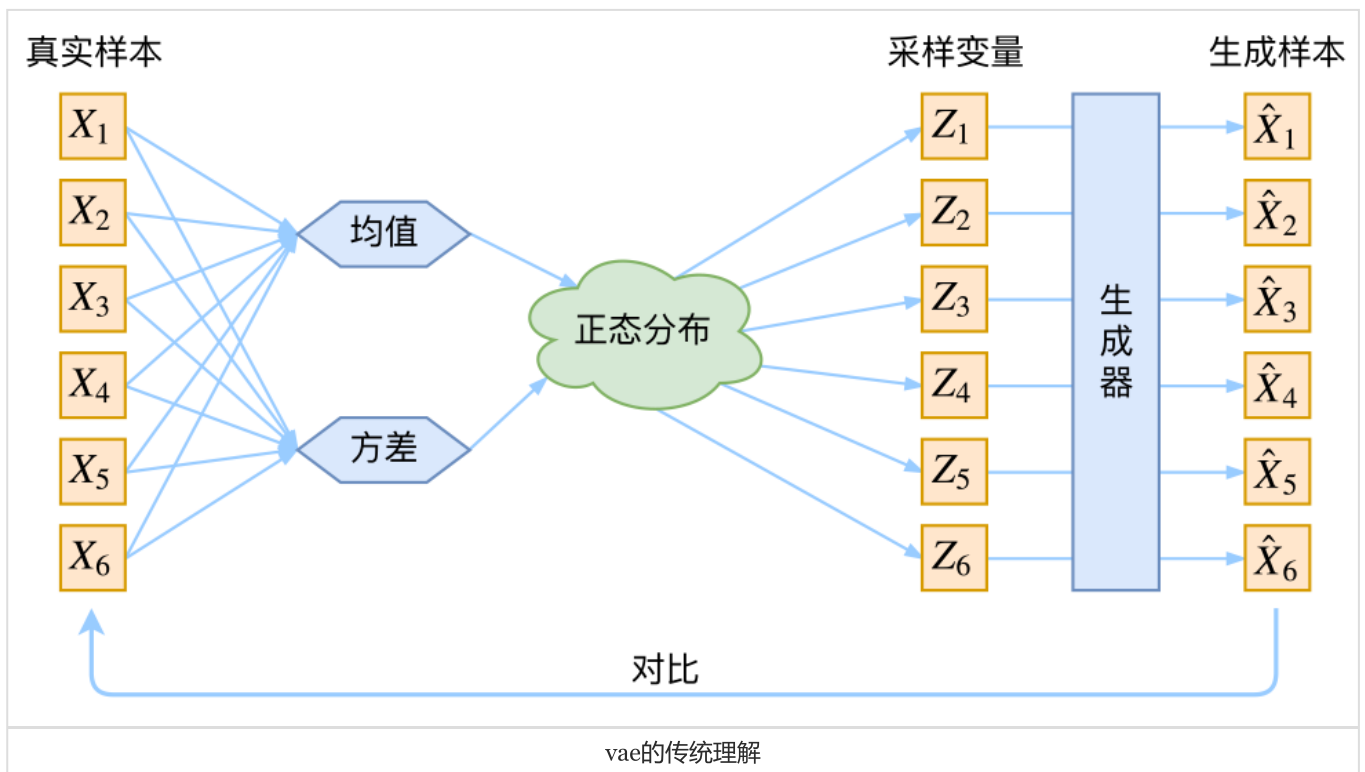 真实样本 采样变量 生成样本
X1 Z1 X̂1
X2 Z2 X̂2
均值
X3 Z3 X̂3
正态分布
生成器
X4 Z4 X̂4
方差
X5 Z5 X̂5
X6 Z6 X̂6
对比
vae的传统理解